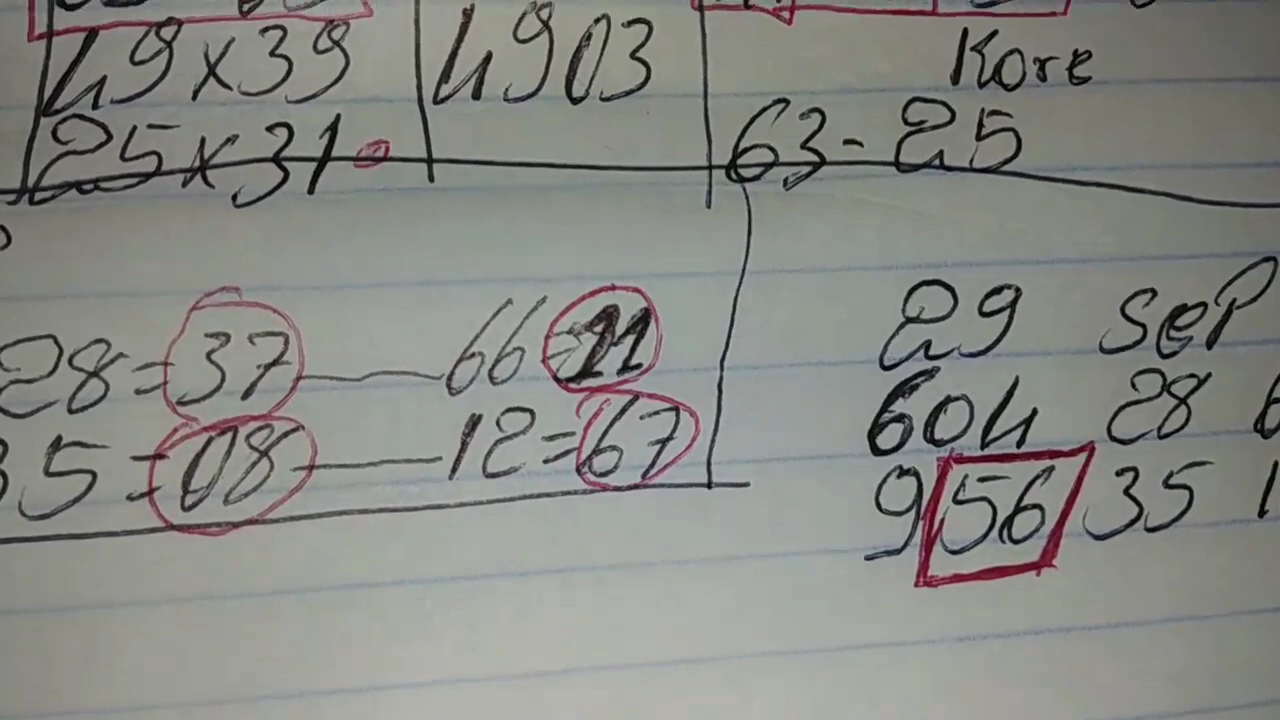 49x39 4903 Kore
25x31 63-25
28=37 — 66=11 29 SeP
35=08 — 12=67 604 28
956 35